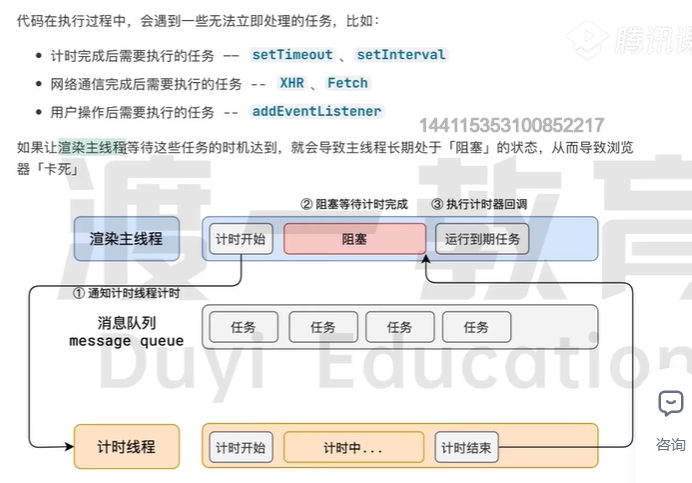 代码在执行过程中，会遇到一些无法立即处理的任务，比如：
腾讯课
• 计时完成后需要执行的任务 —— setTimeout 、 setInterval
• 网络通信完成后需要执行的任务 -- XHR 、 Fetch
• 用户操作后需要执行的任务 -- addEventListener
144115353100852217
如果让渲染主线程等待这些任务的时机达到，就会导致主线程长期处于「阻塞」的状态，从而导致浏览
器「卡死」
渡一教育
② 阻塞等待计时完成 ③ 执行计时器回调
渲染主线程 计时开始 阻塞 运行到期任务
① 通知计时线程计时
消息队列
message queue
任务 任务 任务 任务
Duyi Education
咨询
计时线程 计时开始 计时中... 计时结束